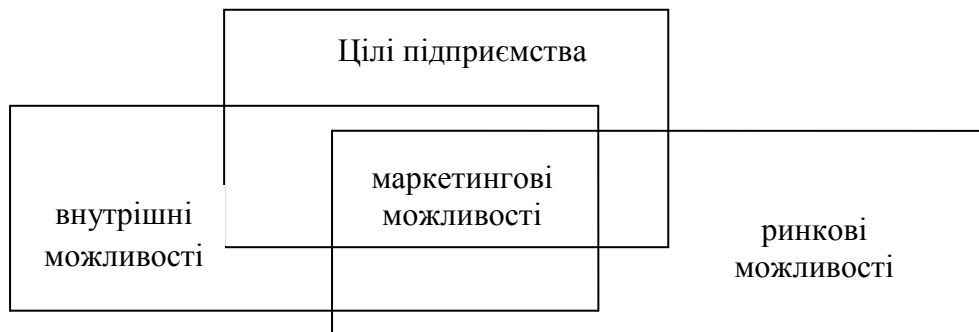 Цілі підприємства
маркетингові
можливості
внутрішні
можливості
ринкові
можливості